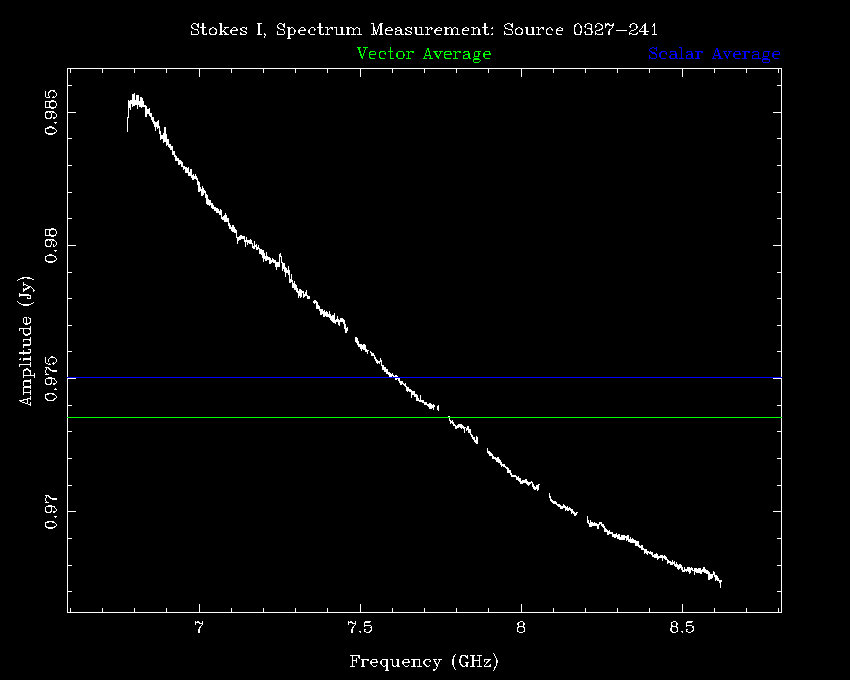 Stokes I, Spectrum Measurement: Source 0327−241
Vector Average
Scalar Average
0.985
0.98
0.975
0.97
Amplitude (Jy)
7
7.5
8
8.5
Frequency (GHz)